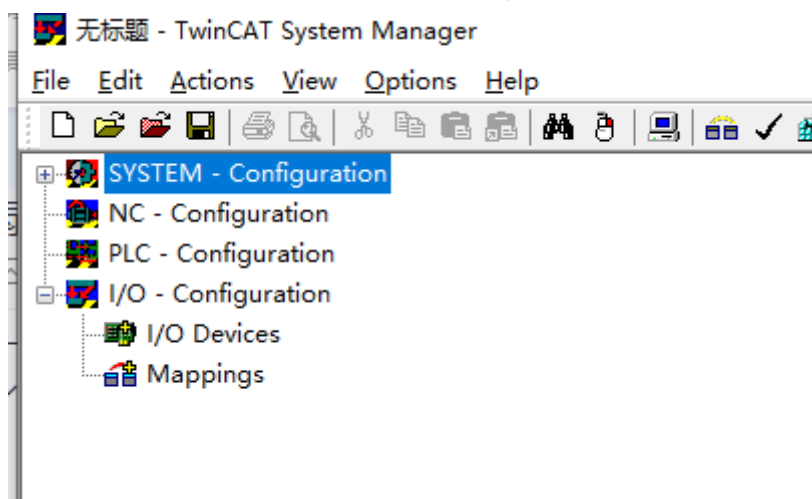 无标题 - TwinCAT System Manager
File Edit Actions View Options Help
SYSTEM - Configuration
NC - Configuration
PLC - Configuration
I/O - Configuration
I/O Devices
Mappings